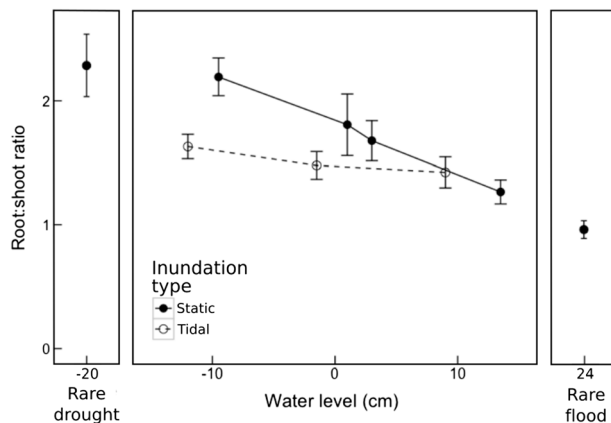 Root:shoot ratio
2
1
0
Inundation
type
Static
Tidal
-20
Rare
drought
-10
0
10
Water level (cm)
24
Rare
flood